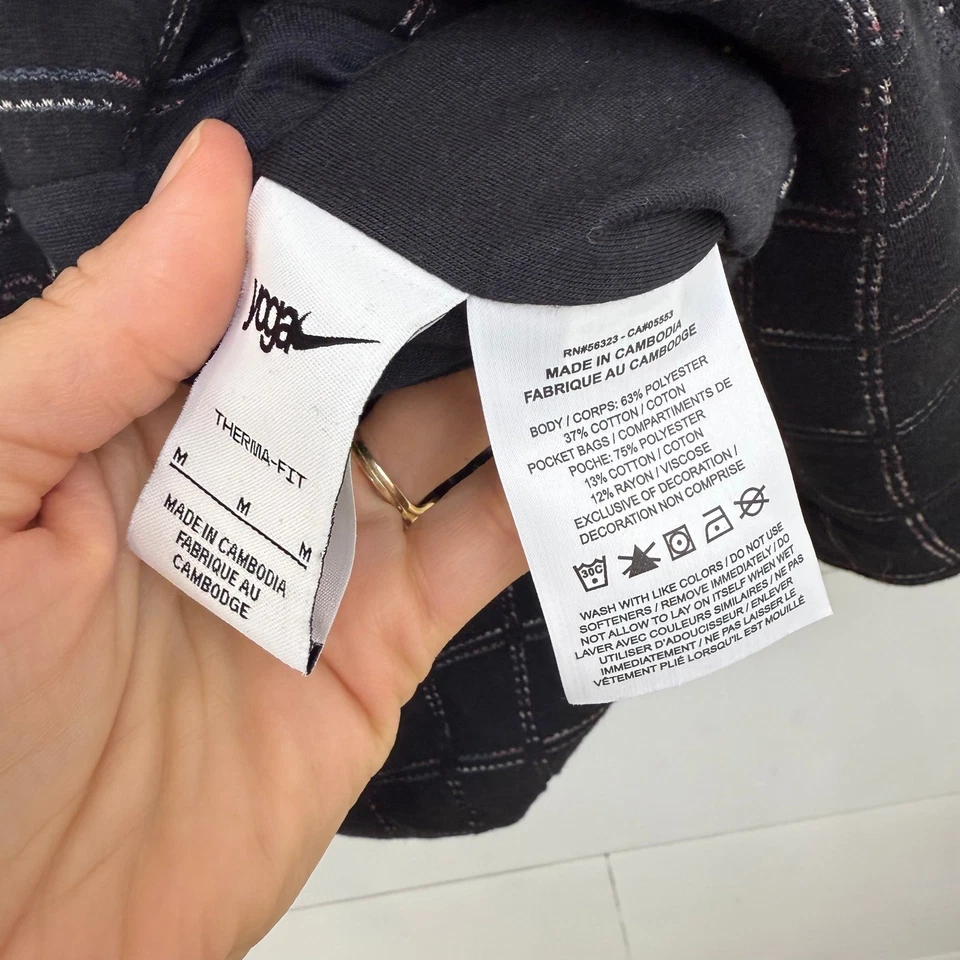 yoga
THERMA-FIT
M
M
M
MADE IN CAMBODIA
FABRIQUE AU
CAMBODGE
RN#56323 - CA#05553
MADE IN CAMBODIA
FABRIQUE AU CAMBODGE
BODY / CORPS: 63% POLYESTER
37% COTTON / COTON
POCKET BAGS / COMPARTIMENTS DE
POCHE: 75% POLYESTER
13% COTTON / COTON
12% RAYON / VISCOSE
EXCLUSIVE OF DECORATION /
DECORATION NON COMPRISE
30C
WASH WITH LIKE COLORS / DO NOT USE
SOFTENERS / REMOVE IMMEDIATELY / DO
NOT ALLOW TO LAY ON ITSELF WHEN WET
LAVER AVEC COULEURS SIMILAIRES / NE PAS
UTILISER D'ADOUCISSEUR / ENLEVER
IMMEDIATEMENT / NE PAS LAISSER LE
VÊTEMENT PLIÉ LORSQU'IL EST MOUILLÉ